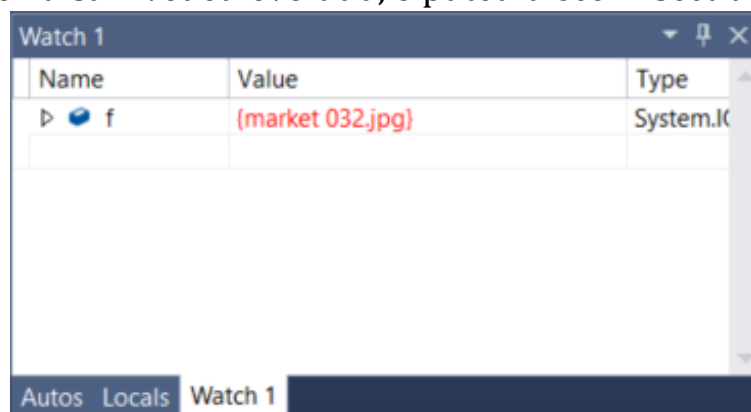 Watch 1
Name Value Type
f {market 032.jpg} System.I
Autos Locals Watch 1